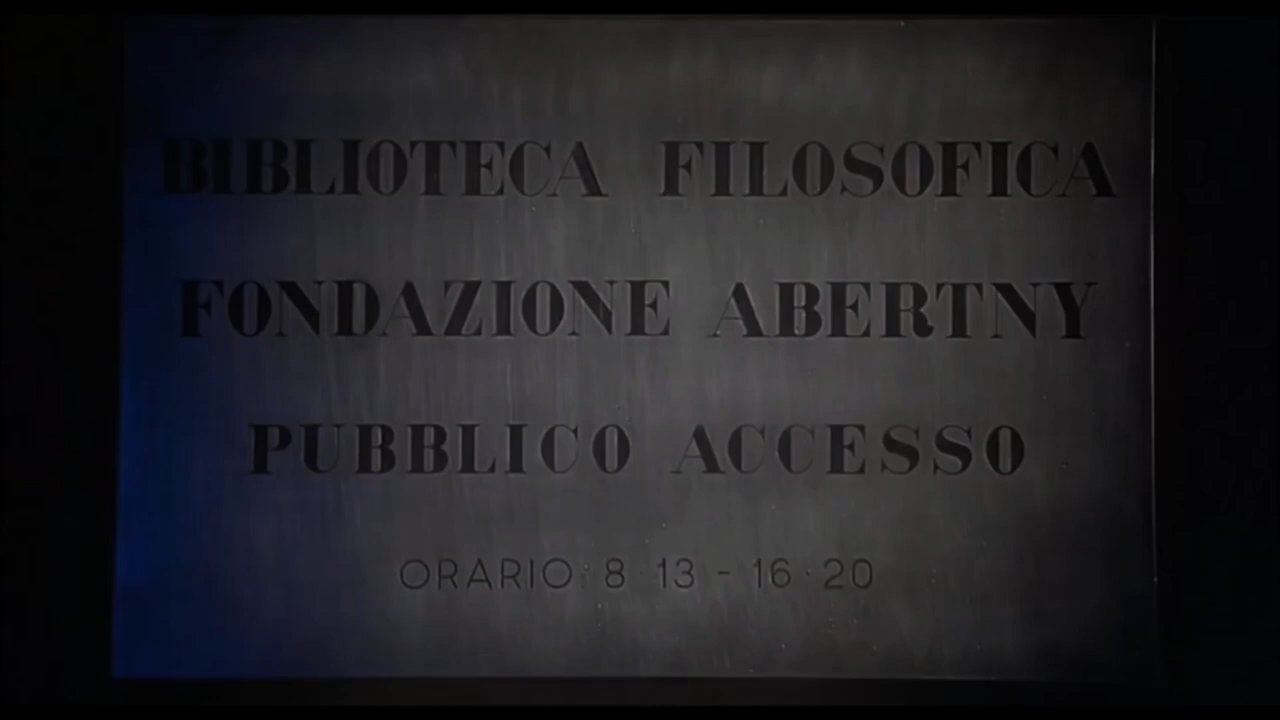 BIBLIOTECA FILOSOFICA
FONDAZIONE ABERTNY
PUBBLICO ACCESSO
ORARIO: 8·13 - 16·20